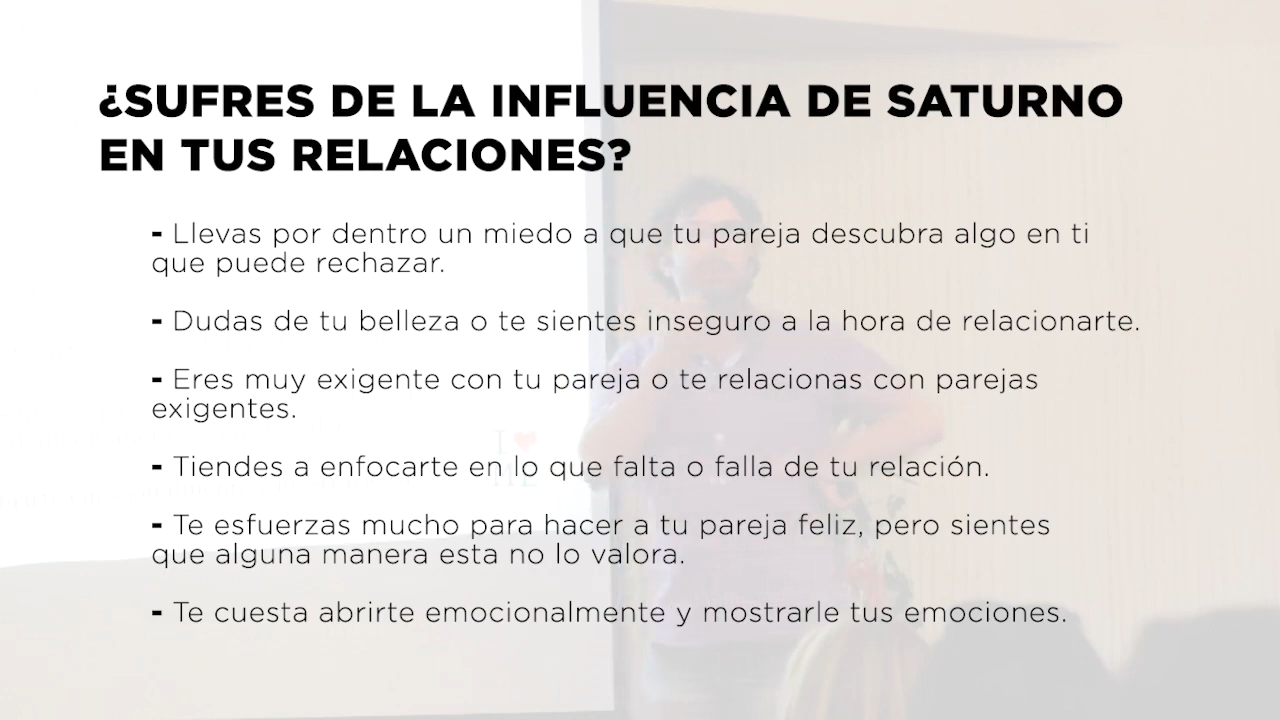 ¿SUFRES DE LA INFLUENCIA DE SATURNO
EN TUS RELACIONES?
- Llevas por dentro un miedo a que tu pareja descubra algo en ti
que puede rechazar.
- Dudas de tu belleza o te sientes inseguro a la hora de relacionarte.
- Eres muy exigente con tu pareja o te relacionas con parejas
exigentes.
- Tiendes a enfocarte en lo que falta o falla de tu relación.
- Te esfuerzas mucho para hacer a tu pareja feliz, pero sientes
que alguna manera esta no lo valora.
- Te cuesta abrirte emocionalmente y mostrarle tus emociones.
I ♥
ME